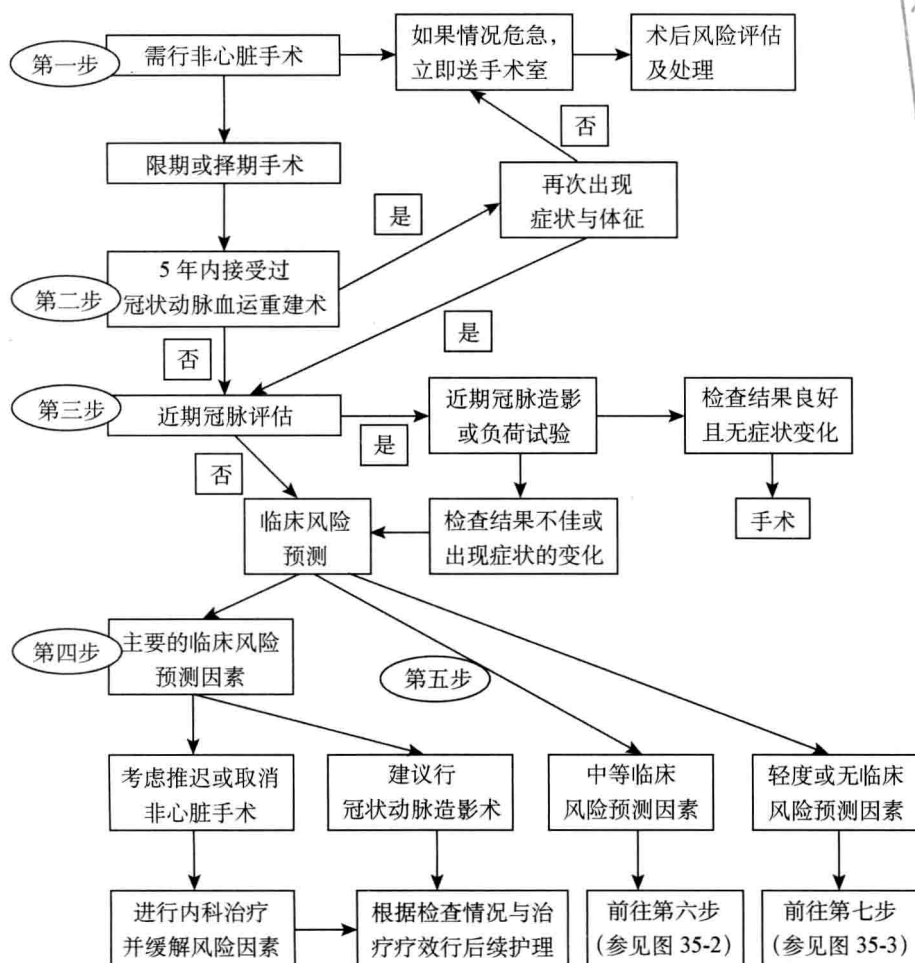 第一步
需行非心脏手术
如果情况危急，
立即送手术室
术后风险评估
及处理
否
限期或择期手术
再次出现
症状与体征
是
第二步
5 年内接受过
冠状动脉血运重建术
是
否
第三步
近期冠脉评估
是
近期冠脉造影
或负荷试验
检查结果良好
且无症状变化
否
临床风险
预测
检查结果不佳或
出现症状的变化
手术
第四步
主要的临床风险
预测因素
第五步
考虑推迟或取消
非心脏手术
建议行
冠状动脉造影术
中等临床
风险预测因素
轻度或无临床
风险预测因素
进行内科治疗
并缓解风险因素
根据检查情况与治
疗疗效行后续护理
前往第六步
（参见图 35-2）
前往第七步
（参见图 35-3）